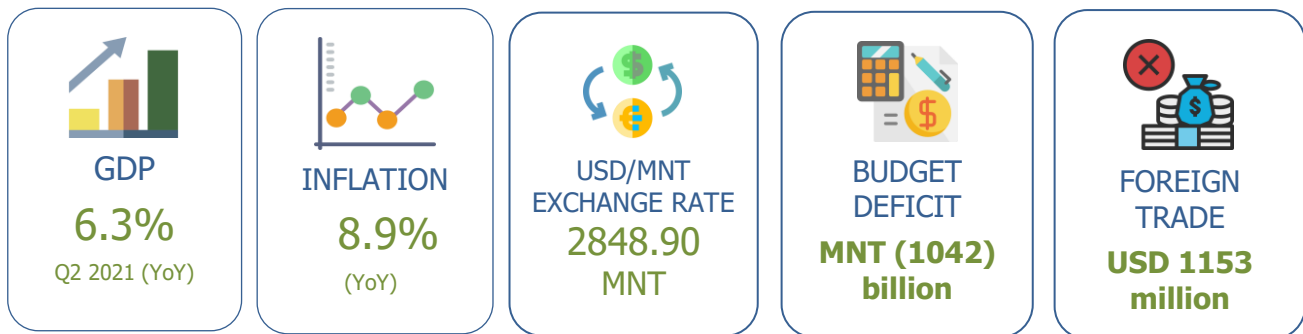 GDP
6.3%
Q2 2021 (YoY)
INFLATION
8.9%
(YoY)
USD/MNT
EXCHANGE RATE
2848.90
MNT
BUDGET
DEFICIT
MNT (1042)
billion
FOREIGN
TRADE
USD 1153
million